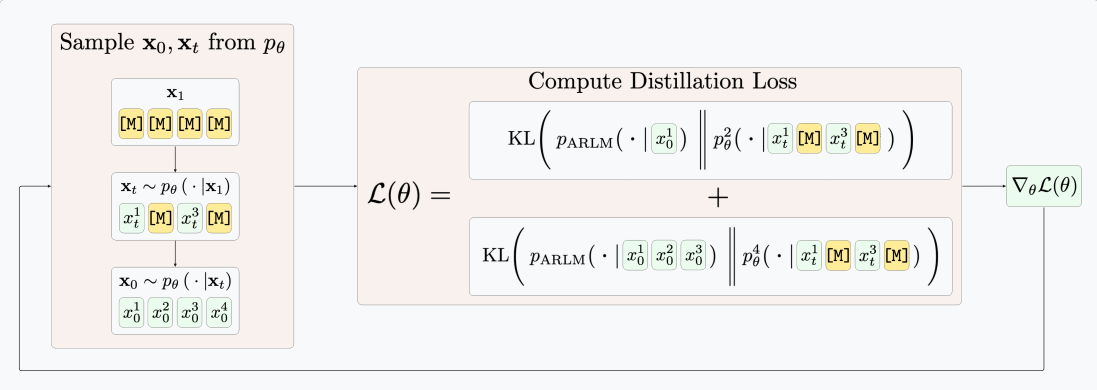 Sample x₀, xₜ from p_θ
x₁
[M] [M] [M] [M]
xₜ ∼ p_θ ( · |x₁)
xₜ¹ [M] xₜ³ [M]
x₀ ∼ p_θ ( · |xₜ)
x₀¹ x₀² x₀³ x₀⁴
Compute Distillation Loss
ℒ(θ) =
KL( p_ARLM( · | x₀¹ ) ‖ p_θ²( · | xₜ¹ [M] xₜ³ [M] ) )
+
KL( p_ARLM( · | x₀¹ x₀² x₀³ ) ‖ p_θ⁴( · | xₜ¹ [M] xₜ³ [M] ) )
∇_θ ℒ(θ)